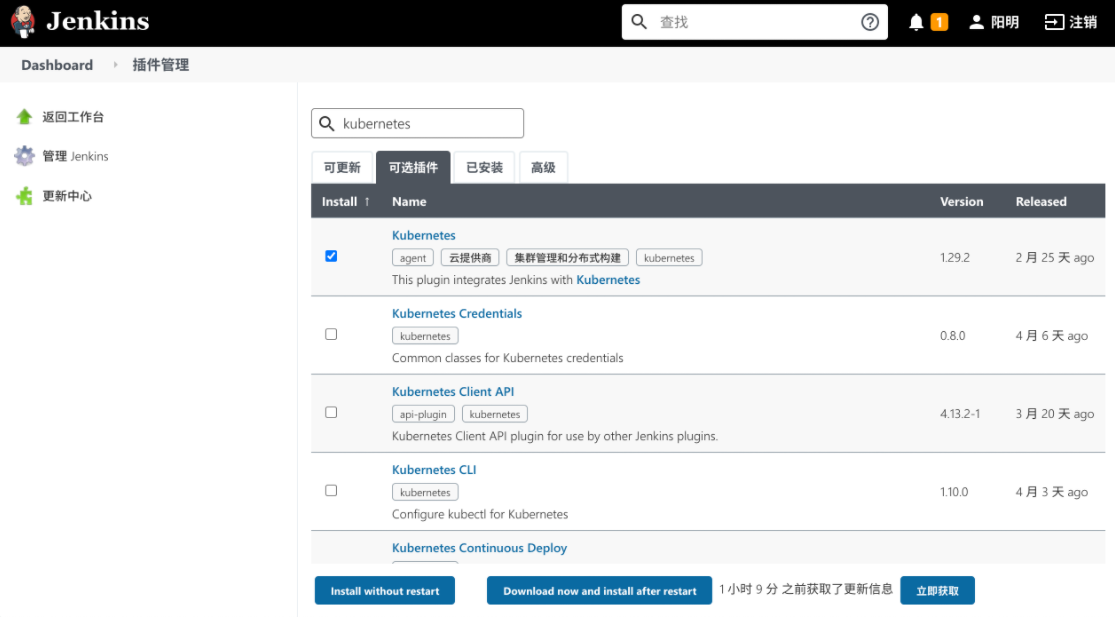 Jenkins
查找
1
阳明
注销
Dashboard
插件管理
返回工作台
管理 Jenkins
更新中心
kubernetes
可更新
可选插件
已安装
高级
Install ↑ Name Version Released
Kubernetes
agent 云提供商 集群管理和分布式构建 kubernetes
This plugin integrates Jenkins with Kubernetes
1.29.2
2 月 25 天 ago
Kubernetes Credentials
kubernetes
Common classes for Kubernetes credentials
0.8.0
4 月 6 天 ago
Kubernetes Client API
api-plugin kubernetes
Kubernetes Client API plugin for use by other Jenkins plugins.
4.13.2-1
3 月 20 天 ago
Kubernetes CLI
kubernetes
Configure kubectl for Kubernetes
1.10.0
4 月 3 天 ago
Kubernetes Continuous Deploy
Install without restart
Download now and install after restart
1 小时 9 分 之前获取了更新信息
立即获取